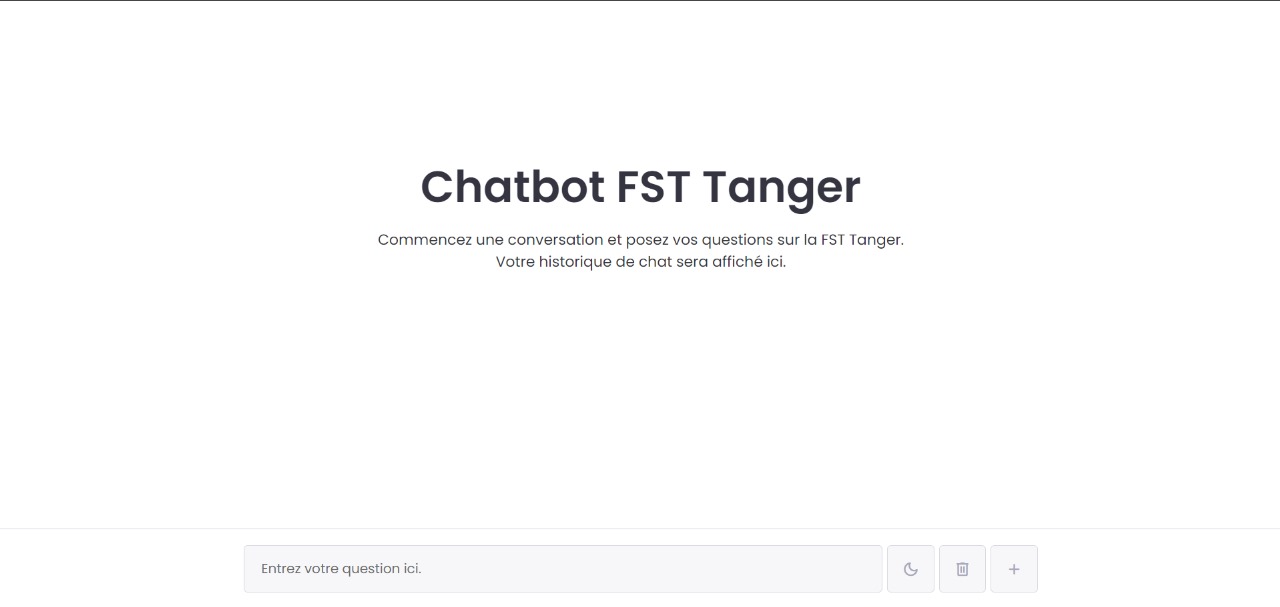 Chatbot FST Tanger
Commencez une conversation et posez vos questions sur la FST Tanger.
Votre historique de chat sera affiché ici.
Entrez votre question ici.